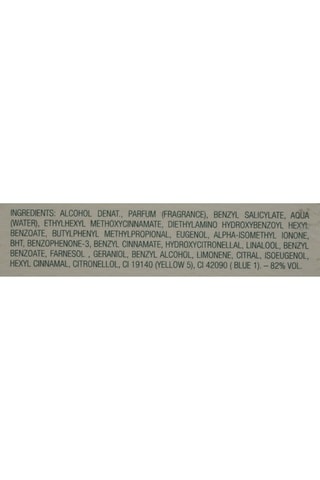 INGREDIENTS: ALCOHOL DENAT., PARFUM (FRAGRANCE), BENZYL SALICYLATE, AQUA
(WATER), ETHYLHEXYL METHOXYCINNAMATE, DIETHYLAMINO HYDROXYBENZOYL HEXYL
BENZOATE, BUTYLPHENYL METHYLPROPIONAL, EUGENOL, ALPHA-ISOMETHYL IONONE,
BHT, BENZOPHENONE-3, BENZYL CINNAMATE, HYDROXYCITRONELLAL, LINALOOL, BENZYL
BENZOATE, FARNESOL , GERANIOL, BENZYL ALCOHOL, LIMONENE, CITRAL, ISOEUGENOL,
HEXYL CINNAMAL, CITRONELLOL, CI 19140 (YELLOW 5), CI 42090 ( BLUE 1). – 82% VOL.